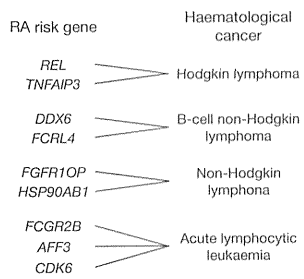 RA risk gene
Haematological
cancer
REL
TNFAIP3
Hodgkin lymphoma
DDX6
FCRL4
B-cell non-Hodgkin
lymphoma
FGFR1OP
HSP90AB1
Non-Hodgkin
lymphona
FCGR2B
AFF3
CDK6
Acute lymphocytic
leukaemia